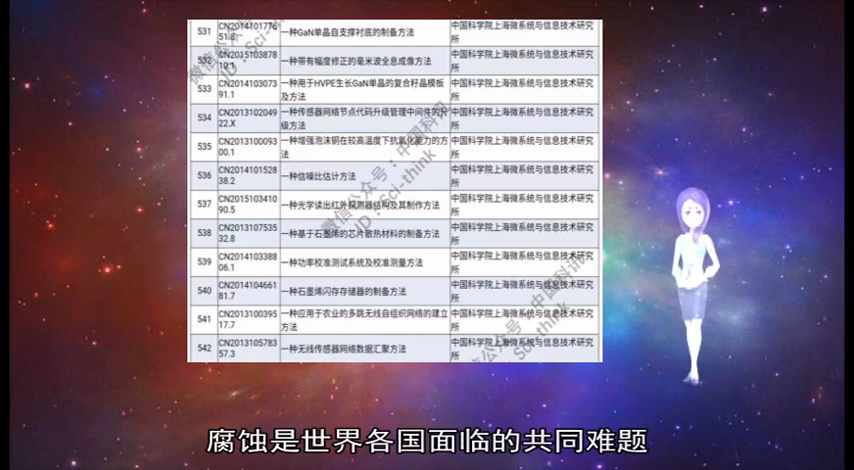 531 CN20141017765
1.8 一种GaN单晶自支撑衬底的制备方法 中国科学院上海微系统与信息技术研究
所
532 CN2015103878
10.1 一种带有幅度修正的毫米波全息成像方法 中国科学院上海微系统与信息技术研究
所
533 CN2014103073
91.1 一种用于HVPE生长GaN单晶的复合籽晶模板
及方法 中国科学院上海微系统与信息技术研究
所
534 CN2013102049
22.X 一种传感器网络节点代码升级管理中间件的升
级方法 中国科学院上海微系统与信息技术研究
所
535 CN2013100093
00.1 一种增强泡沫铜在较高温度下抗氧化能力的方
法 中国科学院上海微系统与信息技术研究
所
536 CN2014101528
38.2 一种信噪比估计方法 中国科学院上海微系统与信息技术研究
所
537 CN2015103410
90.5 一种光学读出红外探测器结构及其制作方法 中国科学院上海微系统与信息技术研究
所
538 CN2013107535
32.8 一种基于石墨烯的芯片散热材料的制备方法 中国科学院上海微系统与信息技术研究
所
539 CN2014103388
06.1 一种功率校准测试系统及校准测量方法 中国科学院上海微系统与信息技术研究
所
540 CN2014104661
81.7 一种石墨烯闪存存储器的制备方法 中国科学院上海微系统与信息技术研究
所
541 CN2013100395
17.7 一种应用于农业的多跳无线自组织网络的建立
方法 中国科学院上海微系统与信息技术研究
所
542 CN2013105783
57.3 一种无线传感器网络数据汇聚方法 中国科学院上海微系统与信息技术研究
所
微信公众号：中国科讯
ID：Sci-think
腐蚀是世界各国面临的共同难题